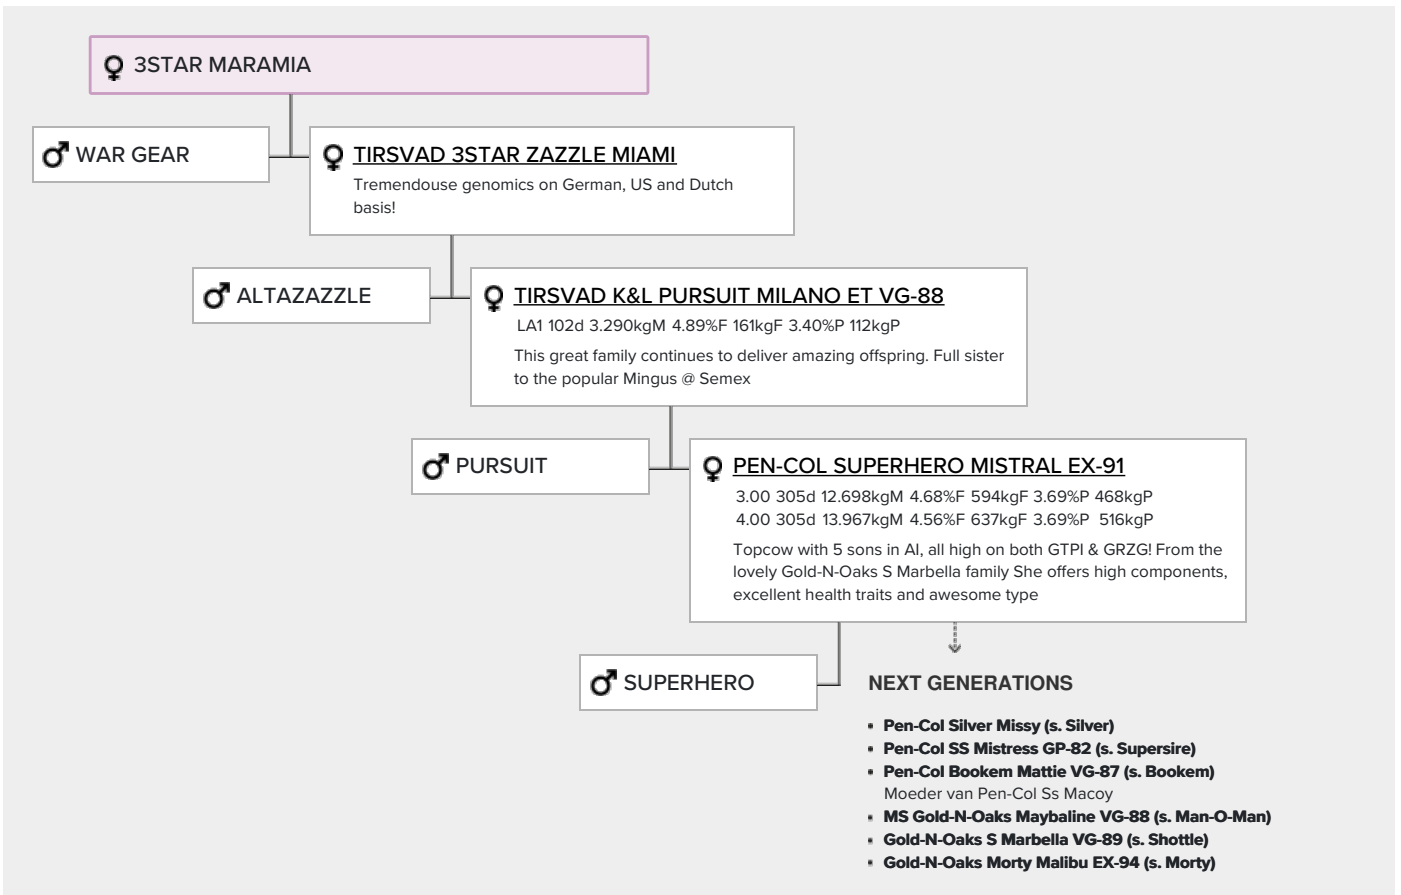 3STAR MARAMIA
WAR GEAR
TIRSVAD 3STAR ZAZZLE MIAMI
Tremendouse genomics on German, US and Dutch
basis!
ALTAZAZZLE
TIRSVAD K&L PURSUIT MILANO ET VG-88
LA1 102d 3.290kgM 4.89%F 161kgF 3.40%P 112kgP
This great family continues to deliver amazing offspring. Full sister
to the popular Mingus @ Semex
PURSUIT
PEN-COL SUPERHERO MISTRAL EX-91
3.00 305d 12.698kgM 4.68%F 594kgF 3.69%P 468kgP
4.00 305d 13.967kgM 4.56%F 637kgF 3.69%P 516kgP
Topcow with 5 sons in AI, all high on both GTPI & GRZG! From the
lovely Gold-N-Oaks S Marbella family She offers high components,
excellent health traits and awesome type
SUPERHERO
NEXT GENERATIONS
Pen-Col Silver Missy (s. Silver)
Pen-Col SS Mistress GP-82 (s. Supersire)
Pen-Col Bookem Mattie VG-87 (s. Bookem)
Moeder van Pen-Col Ss Macoy
MS Gold-N-Oaks Maybaline VG-88 (s. Man-O-Man)
Gold-N-Oaks S Marbella VG-89 (s. Shottle)
Gold-N-Oaks Morty Malibu EX-94 (s. Morty)